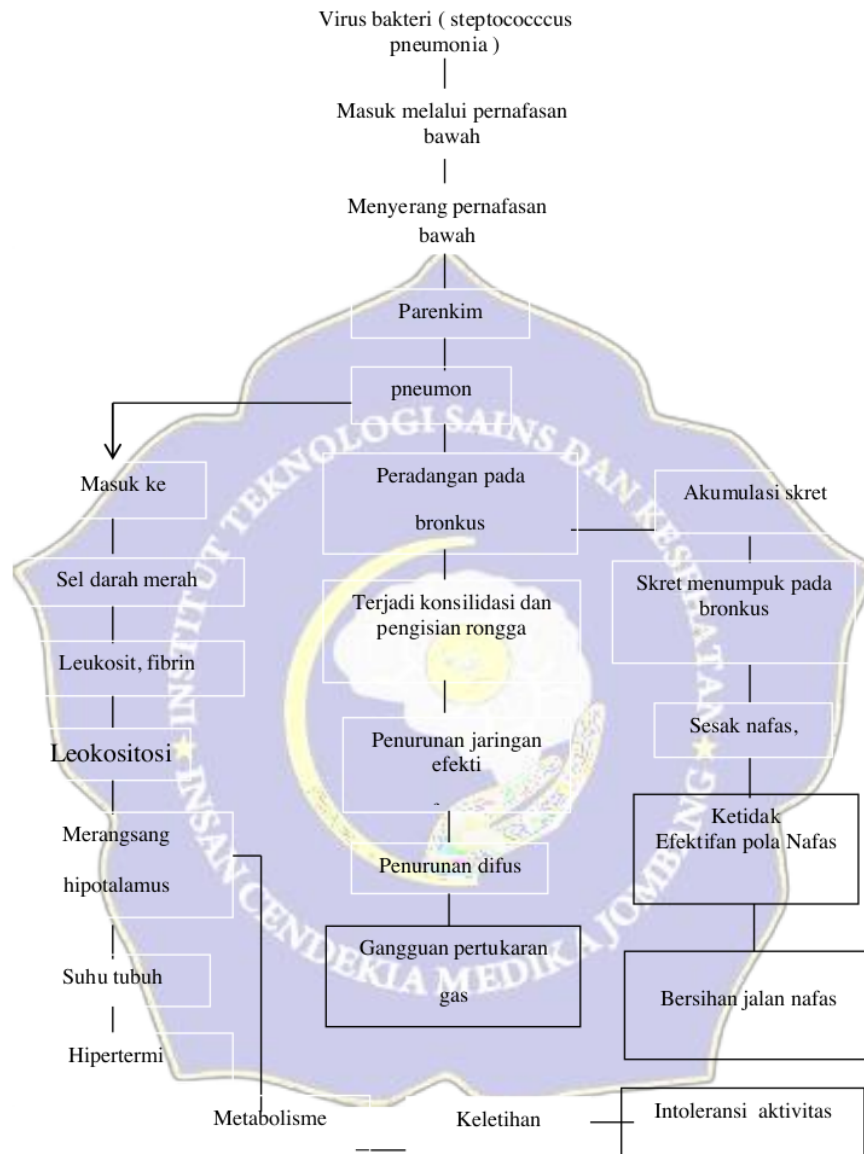 Virus bakteri ( steptococccus
pneumonia )
Masuk melalui pernafasan
bawah
Menyerang pernafasan
bawah
Parenkim
pneumon
Masuk ke
Sel darah merah
Leukosit, fibrin
Leokositosi
Merangsang
hipotalamus
Suhu tubuh
Hipertermi
Peradangan pada
bronkus
Terjadi konsilidasi dan
pengisian rongga
Penurunan jaringan
efekti
Penurunan difus
Gangguan pertukaran
gas
Akumulasi skret
Skret menumpuk pada
bronkus
Sesak nafas,
Ketidak
Efektifan pola Nafas
Bersihan jalan nafas
Metabolisme
Keletihan
Intoleransi aktivitas
INSTITUT TEKNOLOGI SAINS DAN KESEHATAN
INSAN CENDEKIA MEDIKA JOMBANG